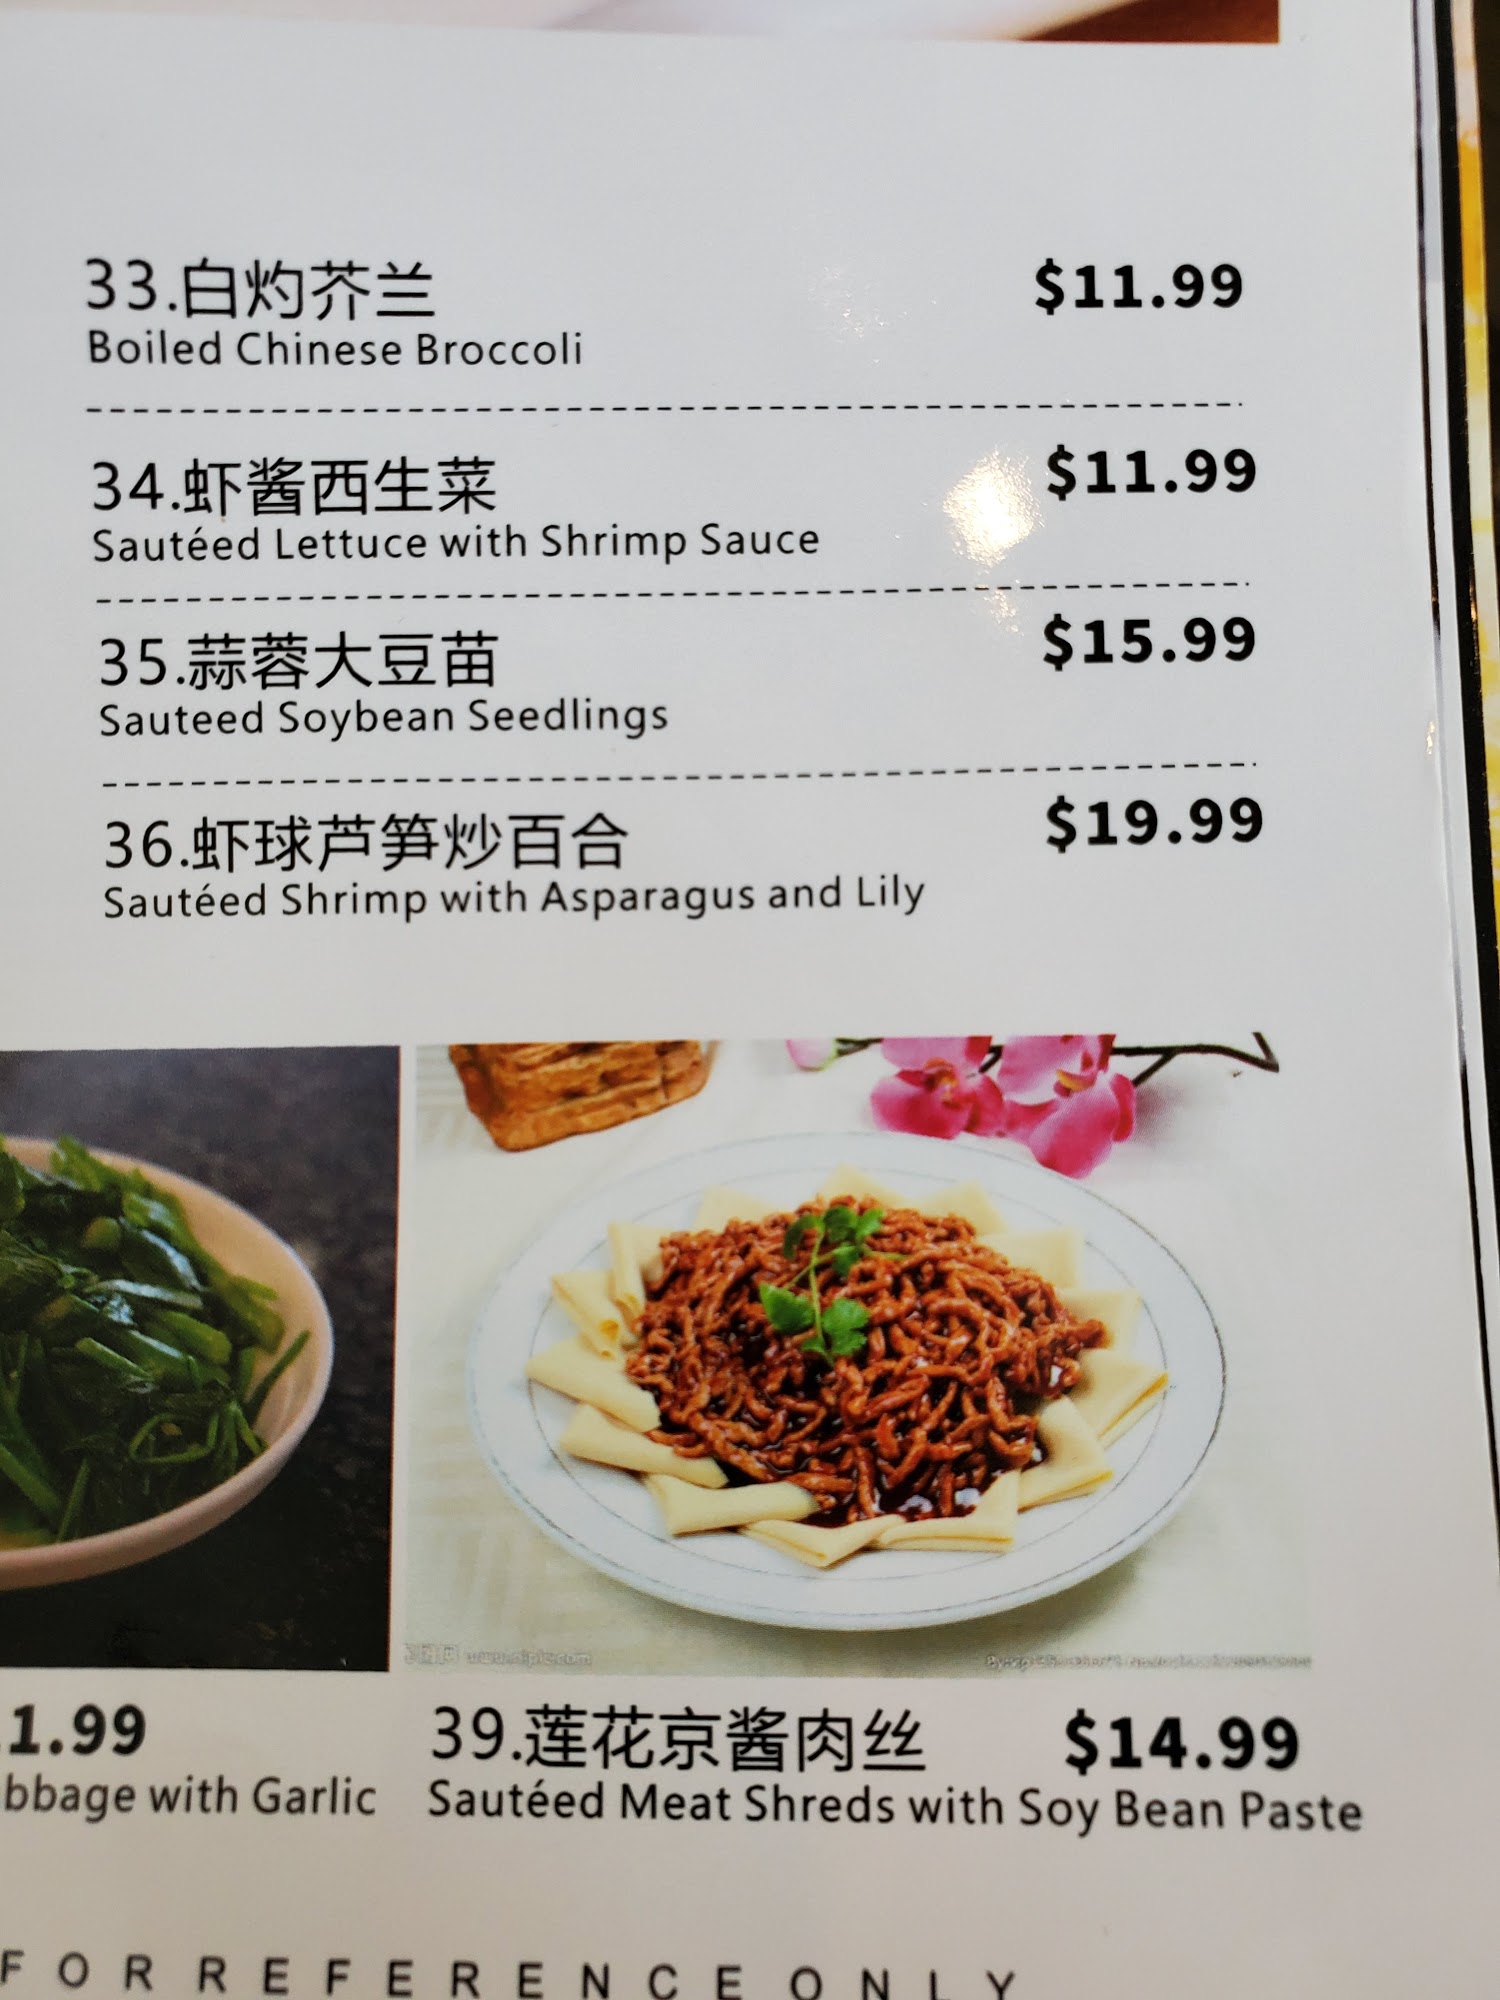 33.白灼芥兰 $11.99
Boiled Chinese Broccoli
34.虾酱西生菜 $11.99
Sautéed Lettuce with Shrimp Sauce
35.蒜蓉大豆苗 $15.99
Sauteed Soybean Seedlings
36.虾球芦笋炒百合 $19.99
Sautéed Shrimp with Asparagus and Lily
www.nipic.com
1.99
bbage with Garlic
39.莲花京酱肉丝 $14.99
Sautéed Meat Shreds with Soy Bean Paste
FOR REFERENCE ONLY